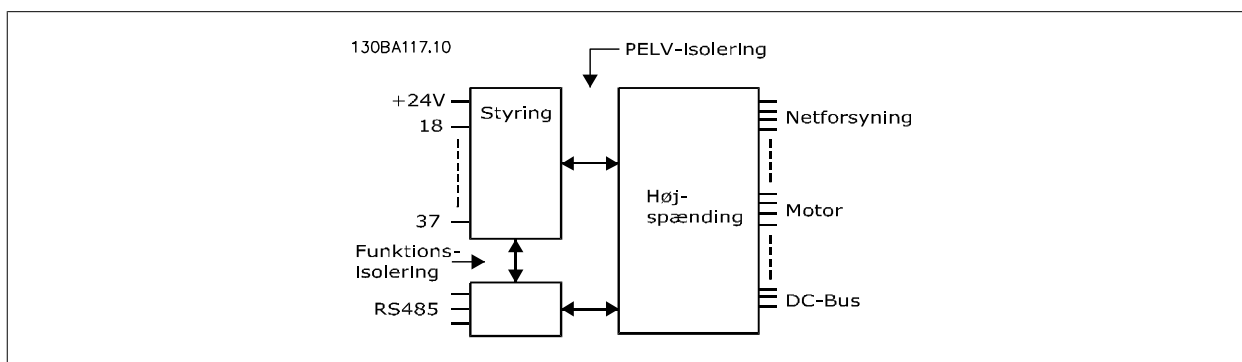 130BA117.10
PELV-isolering
+24V
Styring
18
37
Funktions-
isolering
RS485
Høj-
spænding
Netforsyning
Motor
DC-Bus